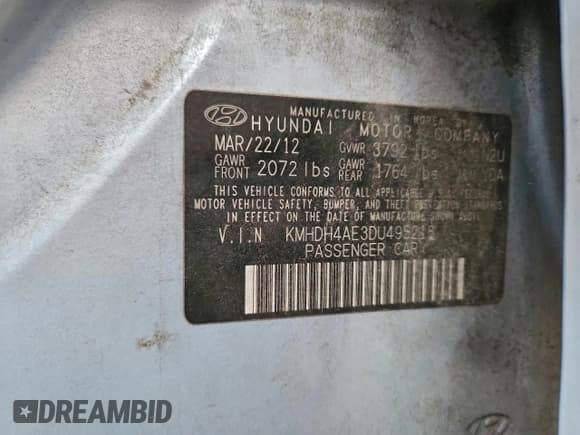 MANUFACTURED IN KOREA BY
HYUNDAI MOTOR COMPANY
MAR/22/12 GVWR 3792 lbs
GAWR FRONT 2072 lbs GAWR REAR 1764 lbs
THIS VEHICLE CONFORMS TO ALL APPLICABLE U.S. FEDERAL
MOTOR VEHICLE SAFETY, BUMPER, AND THEFT PREVENTION STANDARDS
IN EFFECT ON THE DATE OF MANUFACTURE SHOWN ABOVE.
V.I.N KMHDH4AE3DU495215
PASSENGER CAR
DREAMBID